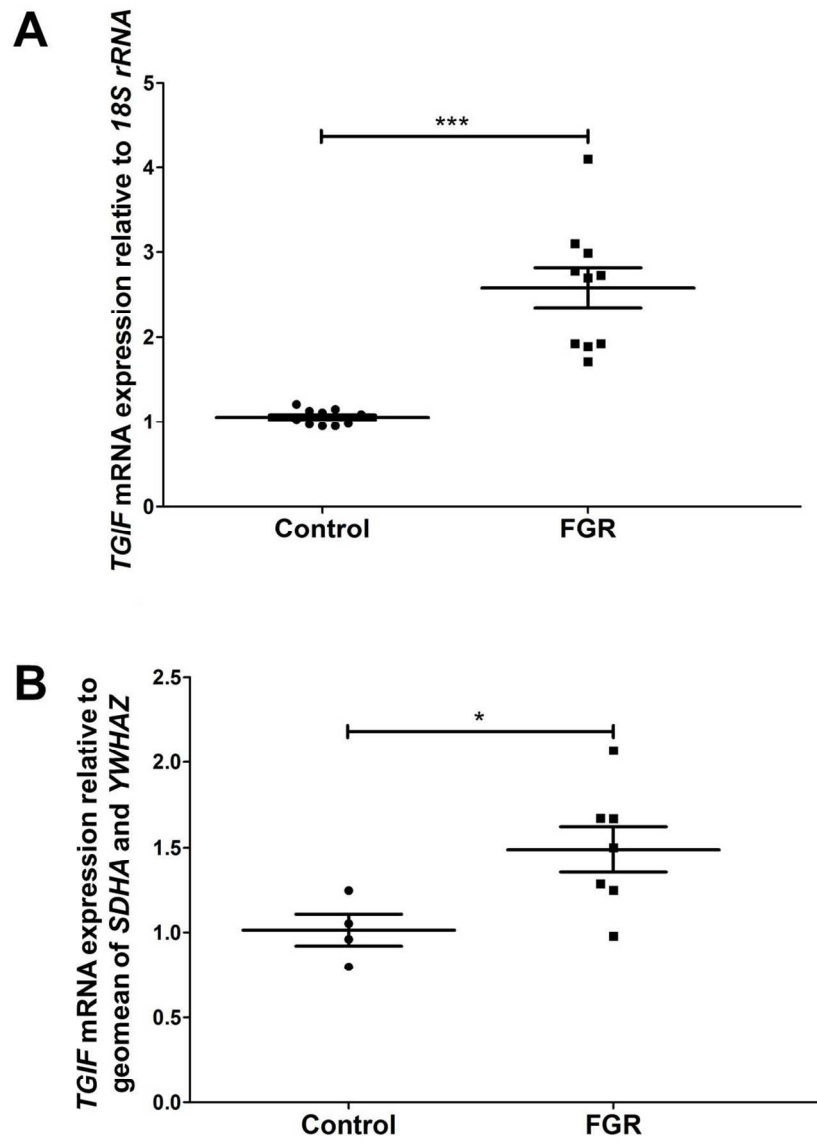 A
TGIF mRNA expression relative to 18S rRNA
5
4
3
2
1
0
***
Control
FGR
B
TGIF mRNA expression relative to
geomean of SDHA and YWHAZ
2.5
2.0
1.5
1.0
0.5
0.0
*
Control
FGR